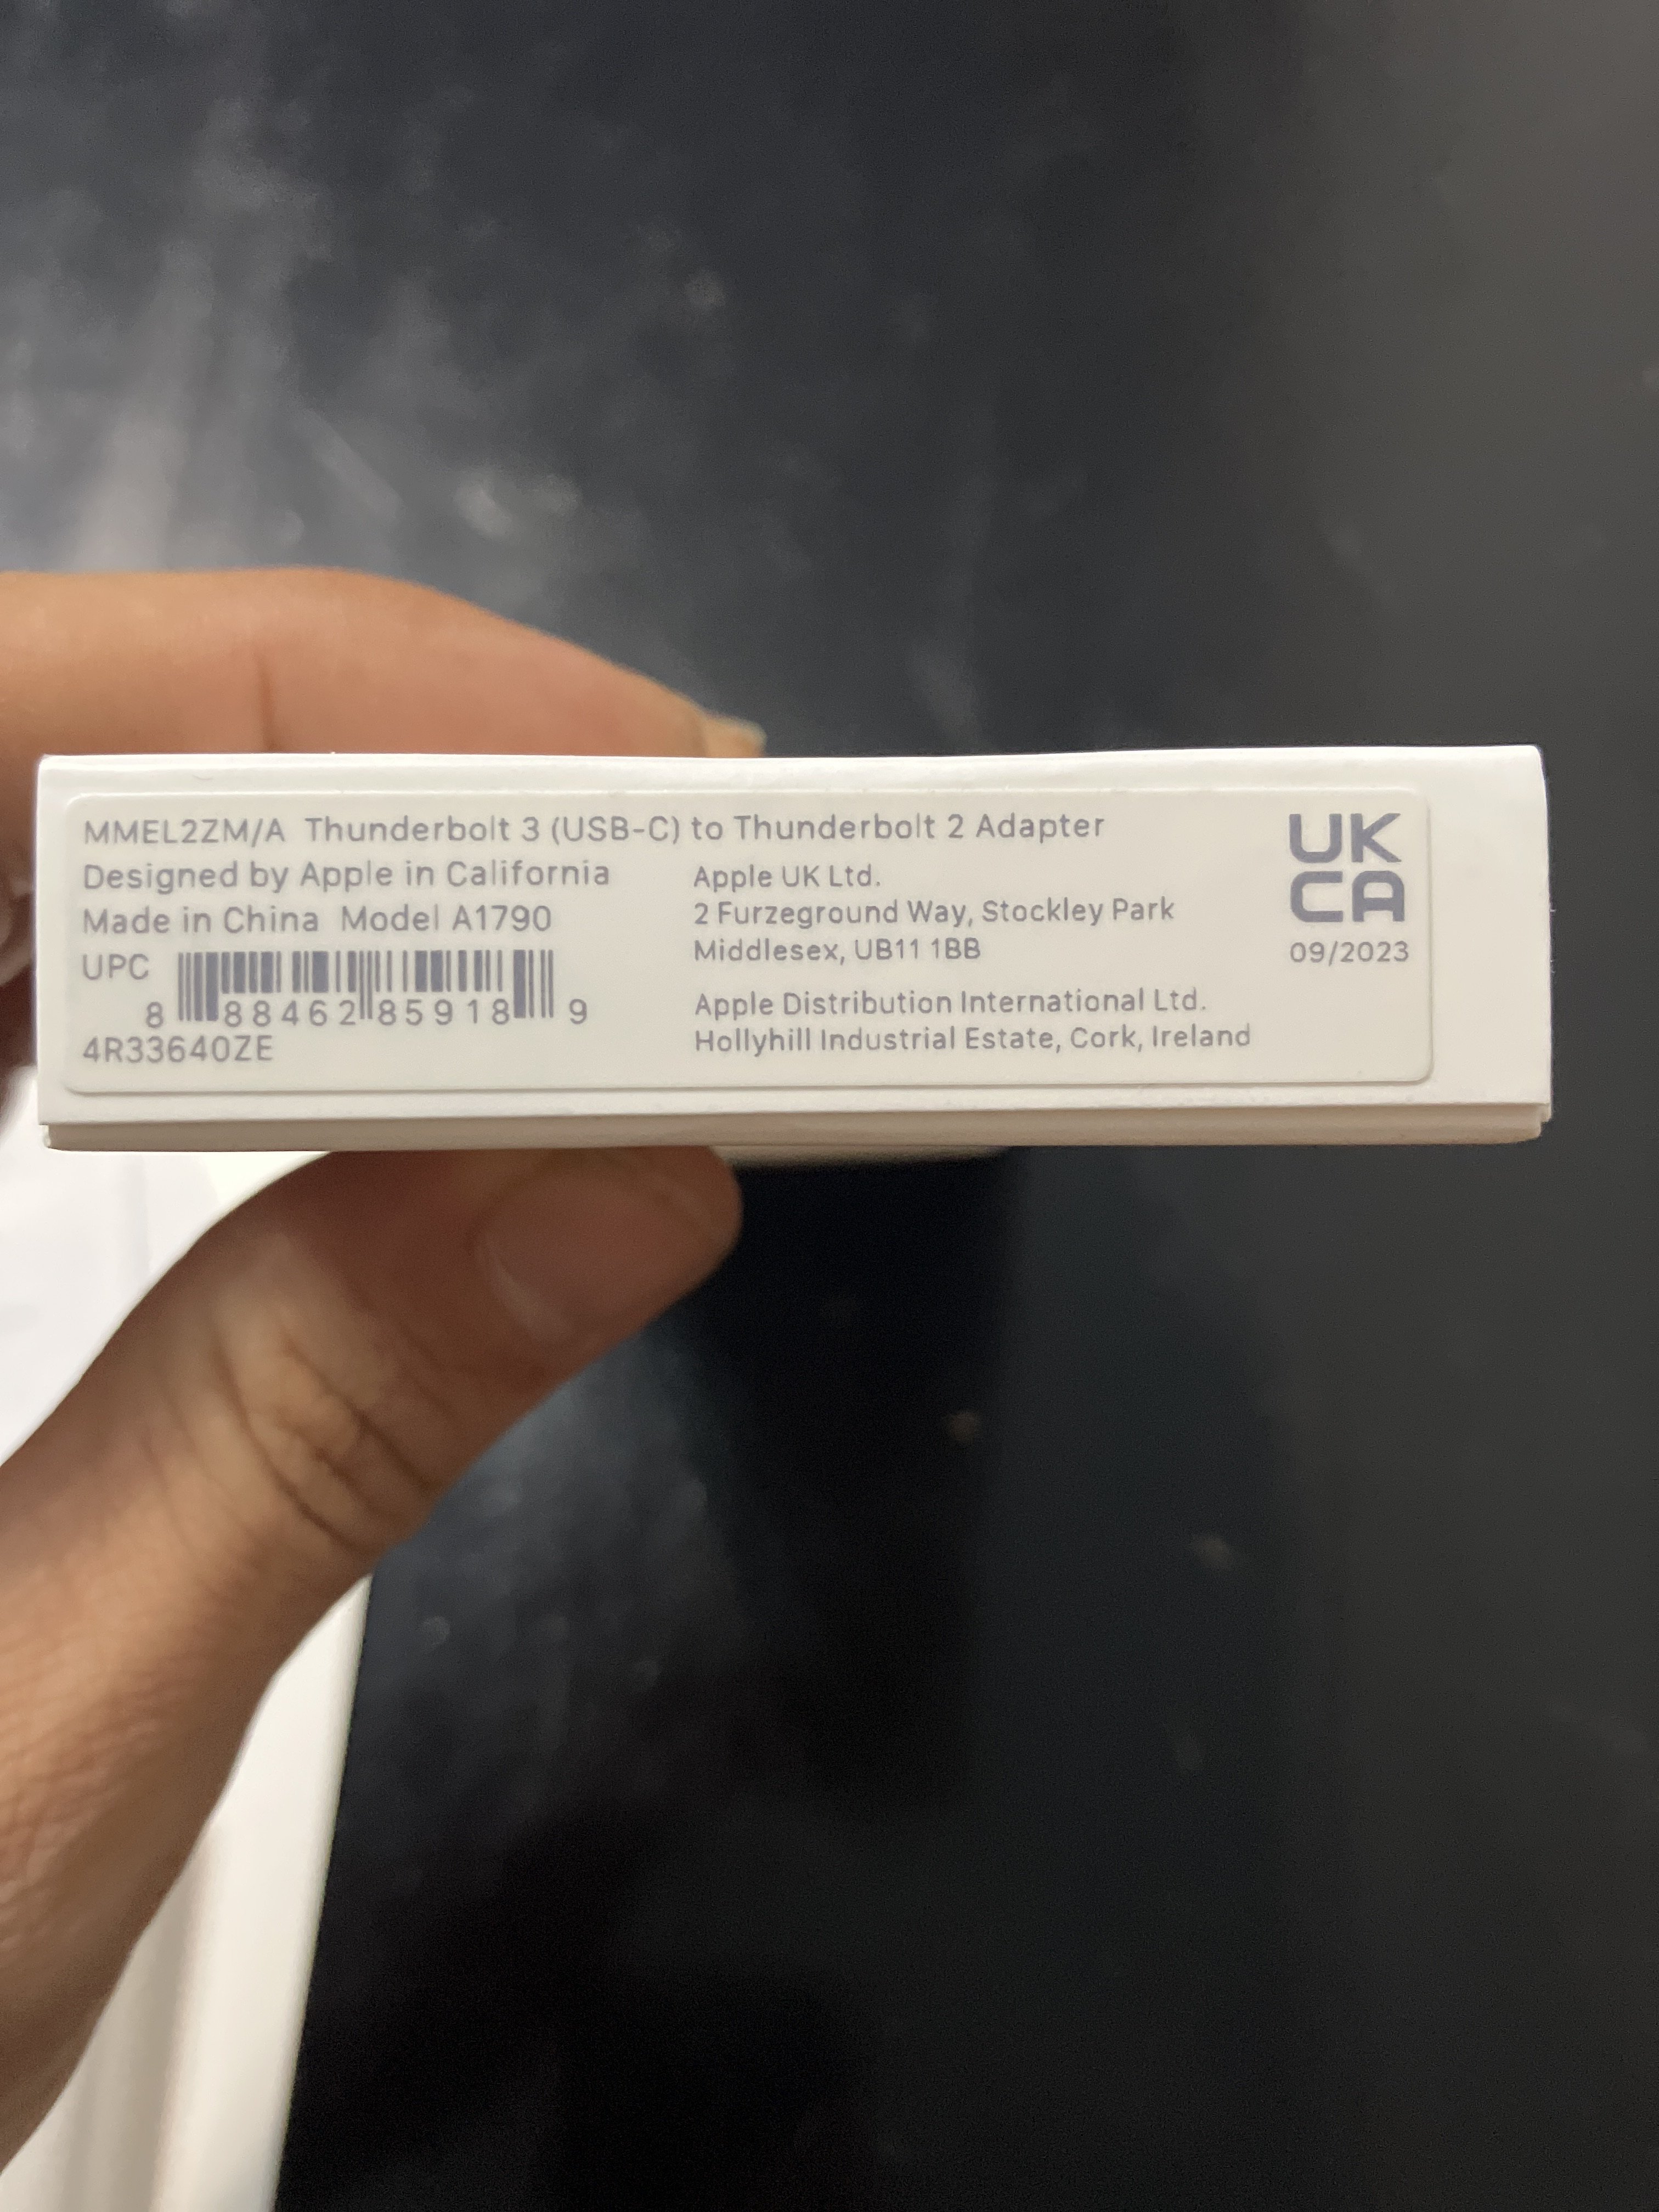 MMEL2ZM/A Thunderbolt 3 (USB-C) to Thunderbolt 2 Adapter
Designed by Apple in California
Made in China Model A1790
UPC
8 88462 85918 9
4R33640ZE
Apple UK Ltd.
2 Furzeground Way, Stockley Park
Middlesex, UB11 1BB
Apple Distribution International Ltd.
Hollyhill Industrial Estate, Cork, Ireland
UK
CA
09/2023